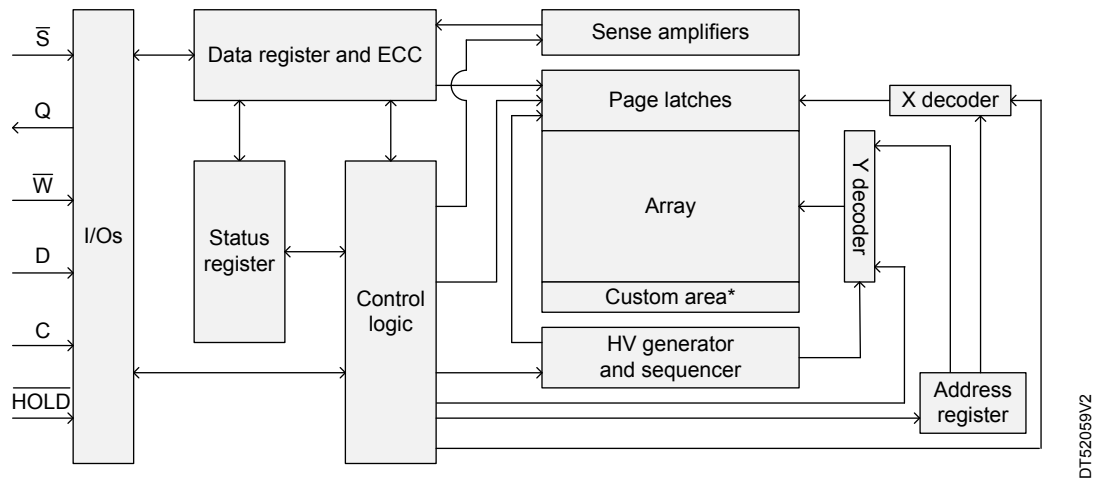 S̅
Q
W̅
D
C
H̅O̅L̅D̅
I/Os
Data register and ECC
Status
register
Control
logic
Sense amplifiers
Page latches
Array
Custom area*
HV generator
and sequencer
X decoder
Y decoder
Address
register
DT52059V2